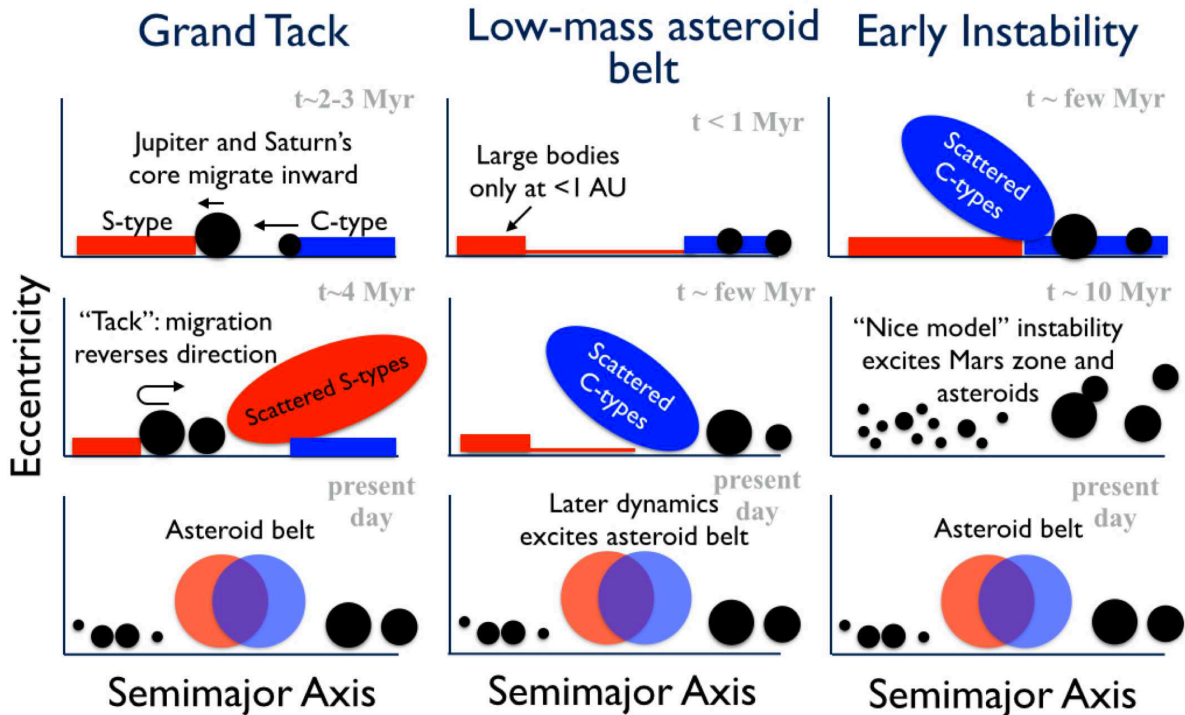 Grand Tack
Low-mass asteroid
belt
Early Instability
t~2-3 Myr
Jupiter and Saturn's
core migrate inward
S-type
C-type
t < 1 Myr
Large bodies
only at <1 AU
t ~ few Myr
Scattered
C-types
Eccentricity
t~4 Myr
"Tack": migration
reverses direction
Scattered S-types
t ~ few Myr
Scattered
C-types
t ~ 10 Myr
"Nice model" instability
excites Mars zone and
asteroids
present
day
Asteroid belt
present
day
Later dynamics
excites asteroid belt
present
day
Asteroid belt
Semimajor Axis
Semimajor Axis
Semimajor Axis